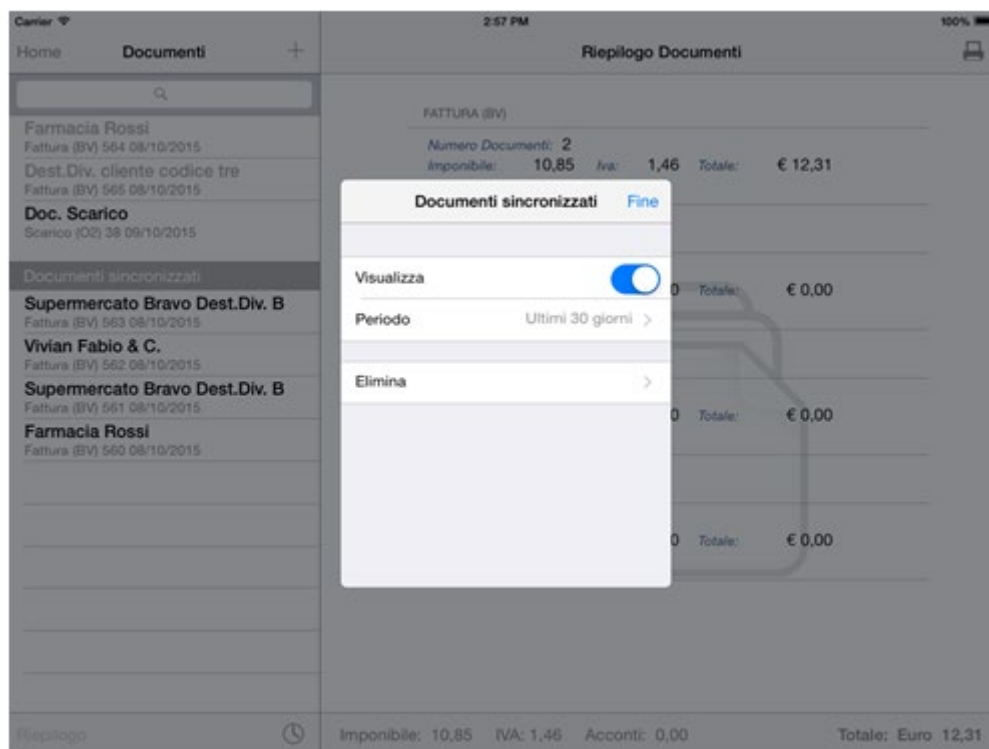 Carrier 2:57 PM 100%
Home Documenti + Riepilogo Documenti
Farmacia Rossi
Fattura (BV) 564 08/10/2015
Dest.Div. cliente codice tre
Fattura (BV) 565 08/10/2015
Doc. Scarico
Scarico (O2) 38 09/10/2015
Documenti sincronizzati
Supermercato Bravo Dest.Div. B
Fattura (BV) 563 08/10/2015
Vivian Fabio & C.
Fattura (BV) 562 08/10/2015
Supermercato Bravo Dest.Div. B
Fattura (BV) 561 08/10/2015
Farmacia Rossi
Fattura (BV) 560 08/10/2015
Riepilogo
FATTURA (BV)
Numero Documenti: 2
Imponibile: 10,85 Iva: 1,46 Totale: € 12,31
Documenti sincronizzati Fine
Visualizza
Periodo Ultimi 30 giorni >
Elimina >
0 Totale: € 0,00
0 Totale: € 0,00
0 Totale: € 0,00
Imponibile: 10,85 IVA: 1,46 Acconti: 0,00 Totale: Euro 12,31